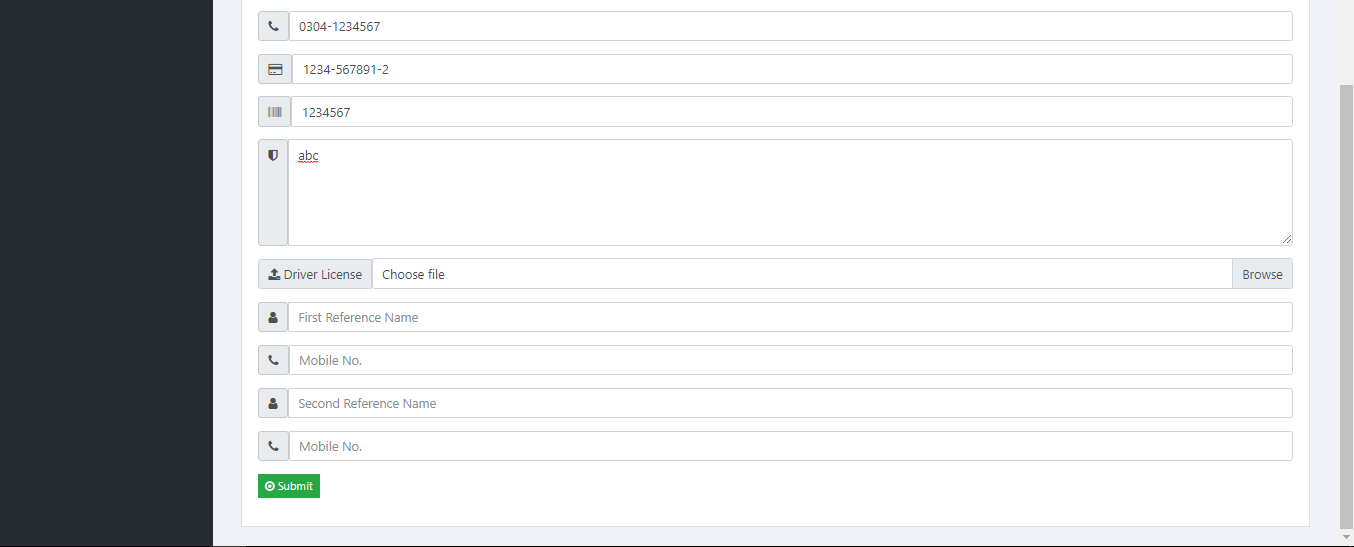 0304-1234567
1234-567891-2
1234567
abc
Driver License Choose file Browse
First Reference Name
Mobile No.
Second Reference Name
Mobile No.
Submit